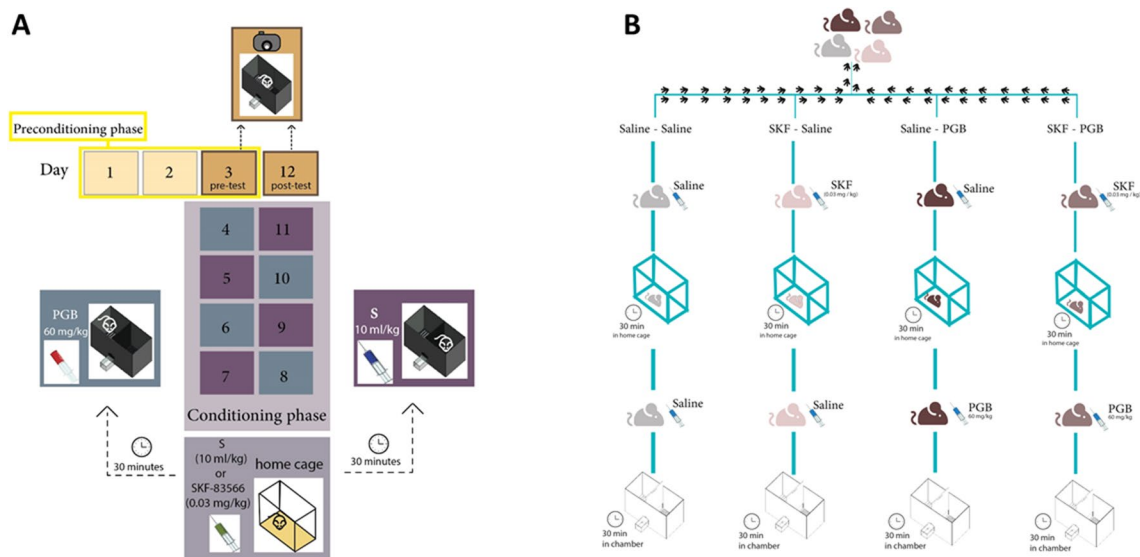 A
Preconditioning phase
Day
1
2
3
pre-test
12
post-test
4
11
5
10
6
9
7
8
Conditioning phase
PGB
60 mg/kg
S
10 ml/kg
30 minutes
30 minutes
S
(10 ml/kg)
or
SKF-83566
(0.03 mg/kg)
home cage
B
Saline - Saline
SKF - Saline
Saline - PGB
SKF - PGB
Saline
SKF
(0.03 mg / kg)
Saline
SKF
(0.03 mg / kg)
30 min
in home cage
30 min
in home cage
30 min
in home cage
30 min
in home cage
Saline
Saline
PGB
60 mg/kg
PGB
60 mg/kg
30 min
in chamber
30 min
in chamber
30 min
in chamber
30 min
in chamber